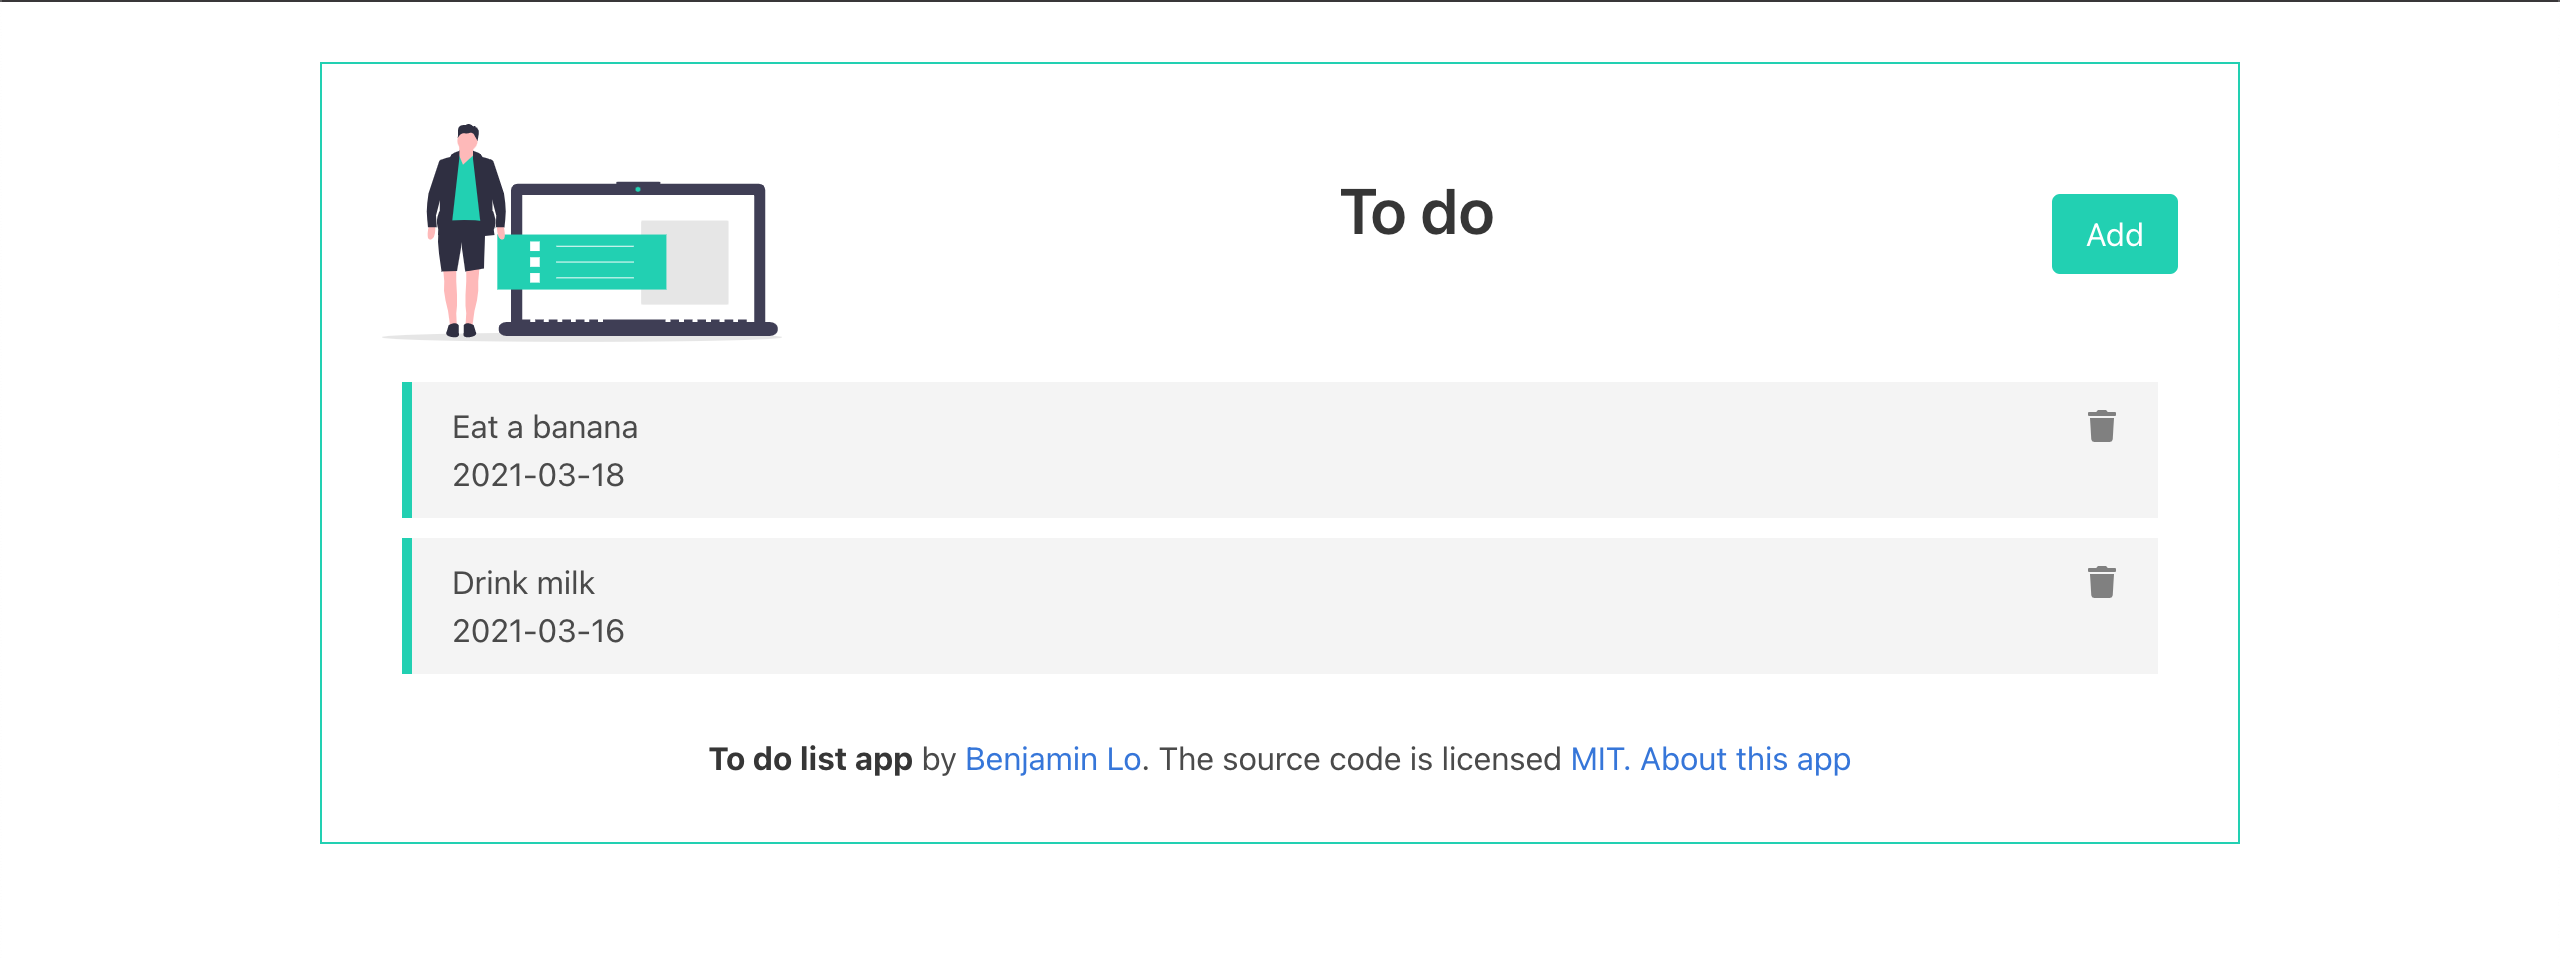 To do
Add
Eat a banana
2021-03-18
Drink milk
2021-03-16
To do list app by Benjamin Lo. The source code is licensed MIT. About this app